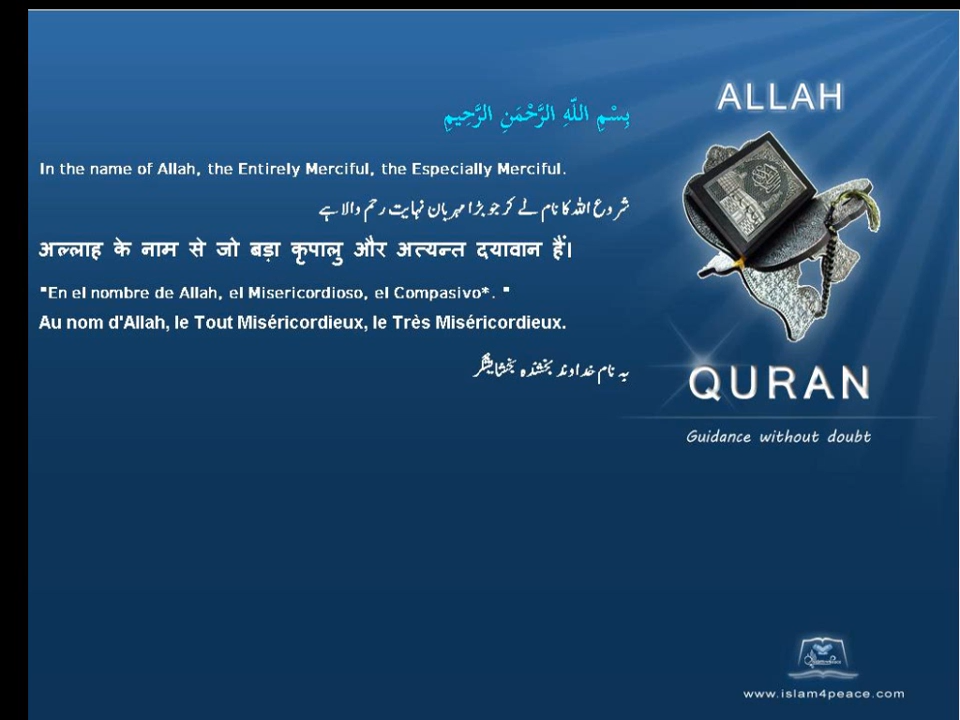 بِسْمِ اللَّهِ الرَّحْمَنِ الرَّحِيمِ
In the name of Allah, the Entirely Merciful, the Especially Merciful.
شروع اللہ کا نام لے کر جو بڑا مہربان نہایت رحم والا ہے
अल्लाह के नाम से जो बड़ा कृपालु और अत्यन्त दयावान हैं।
"En el nombre de Allah, el Misericordioso, el Compasivo*. "
Au nom d'Allah, le Tout Miséricordieux, le Très Miséricordieux.
به نام خداوند بخشنده بخشایشگر
ALLAH
QURAN
Guidance without doubt
www.islam4peace.com